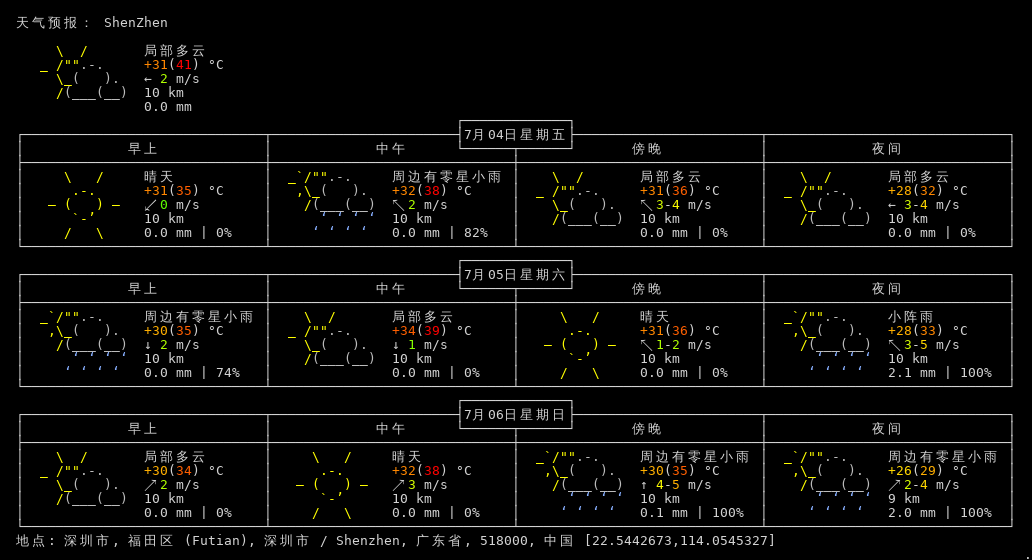 天气预报： ShenZhen
局部多云
+31(41) °C
← 2 m/s
10 km
0.0 mm
7月04日星期五
早上 中午 傍晚 夜间
晴天 周边有零星小雨 局部多云 局部多云
+31(35) °C +32(38) °C +31(36) °C +28(32) °C
↙0 m/s ↖2 m/s ↖3-4 m/s ← 3-4 m/s
10 km 10 km 10 km 10 km
0.0 mm | 0% 0.0 mm | 82% 0.0 mm | 0% 0.0 mm | 0%
7月05日星期六
早上 中午 傍晚 夜间
周边有零星小雨 局部多云 晴天 小阵雨
+30(35) °C +34(39) °C +31(36) °C +28(33) °C
↓ 2 m/s ↓ 1 m/s ↖1-2 m/s ↖3-5 m/s
10 km 10 km 10 km 10 km
0.0 mm | 74% 0.0 mm | 0% 0.0 mm | 0% 2.1 mm | 100%
7月06日星期日
早上 中午 傍晚 夜间
局部多云 晴天 周边有零星小雨 周边有零星小雨
+30(34) °C +32(38) °C +30(35) °C +26(29) °C
↗2 m/s ↗3 m/s ↑ 4-5 m/s ↗2-4 m/s
10 km 10 km 10 km 9 km
0.0 mm | 0% 0.0 mm | 0% 0.1 mm | 100% 2.0 mm | 100%
地点: 深圳市, 福田区 (Futian), 深圳市 / Shenzhen, 广东省, 518000, 中国 [22.5442673,114.0545327]